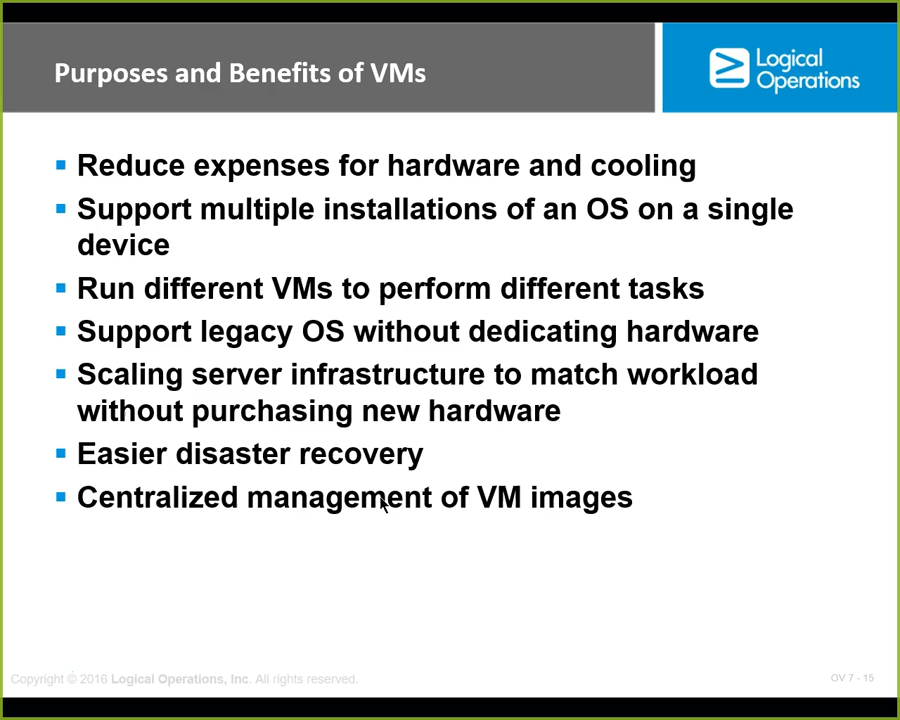 Purposes and Benefits of VMs
Logical
Operations
Reduce expenses for hardware and cooling
Support multiple installations of an OS on a single
device
Run different VMs to perform different tasks
Support legacy OS without dedicating hardware
Scaling server infrastructure to match workload
without purchasing new hardware
Easier disaster recovery
Centralized management of VM images
Copyright © 2016 Logical Operations, Inc. All rights reserved.
OV 7 - 15